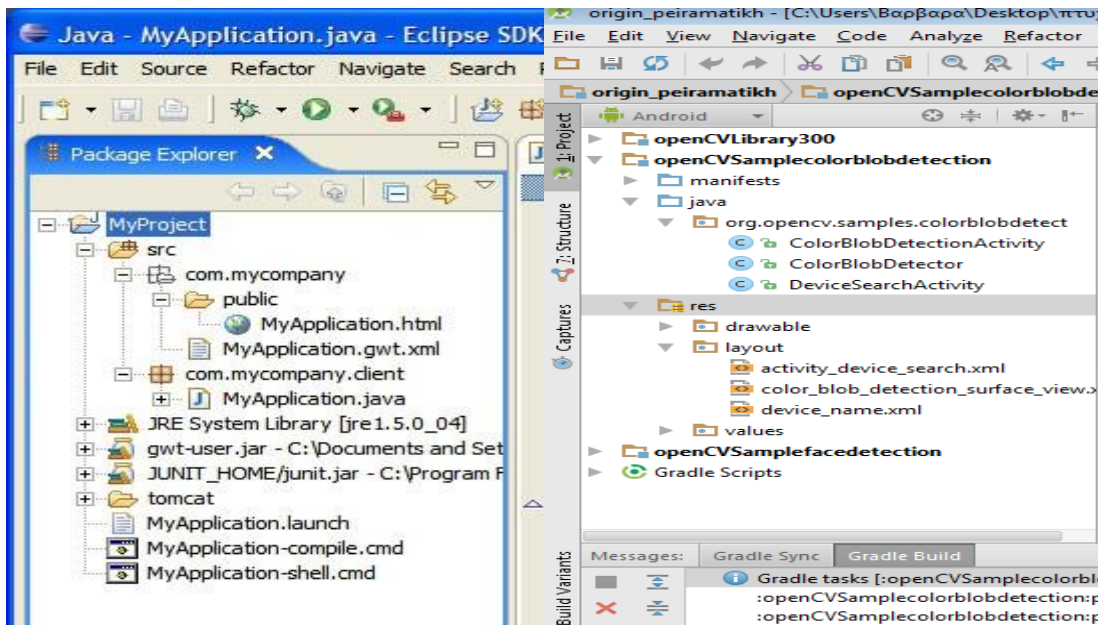 Java - MyApplication.java - Eclipse SDK
File Edit Source Refactor Navigate Search
Package Explorer
MyProject
src
com.mycompany
public
MyApplication.html
MyApplication.gwt.xml
com.mycompany.client
MyApplication.java
JRE System Library [jre1.5.0_04]
gwt-user.jar - C:\Documents and Set
JUNIT_HOME/junit.jar - C:\Program F
tomcat
MyApplication.launch
MyApplication-compile.cmd
MyApplication-shell.cmd
origin_peiramatikh - [C:\Users\Βαρβαρα\Desktop\πτυ
File Edit View Navigate Code Analyze Refactor
origin_peiramatikh openCVSamplecolorblobde
Android
1: Project
7: Structure
Captures
Build Variants
openCVLibrary300
openCVSamplecolorblobdetection
manifests
java
org.opencv.samples.colorblobdetect
ColorBlobDetectionActivity
ColorBlobDetector
DeviceSearchActivity
res
drawable
layout
activity_device_search.xml
color_blob_detection_surface_view.x
device_name.xml
values
openCVSamplefacedetection
Gradle Scripts
Messages: Gradle Sync Gradle Build
Gradle tasks [:openCVSamplecolorbl
:openCVSamplecolorblobdetection:p
:openCVSamplecolorblobdetection:p